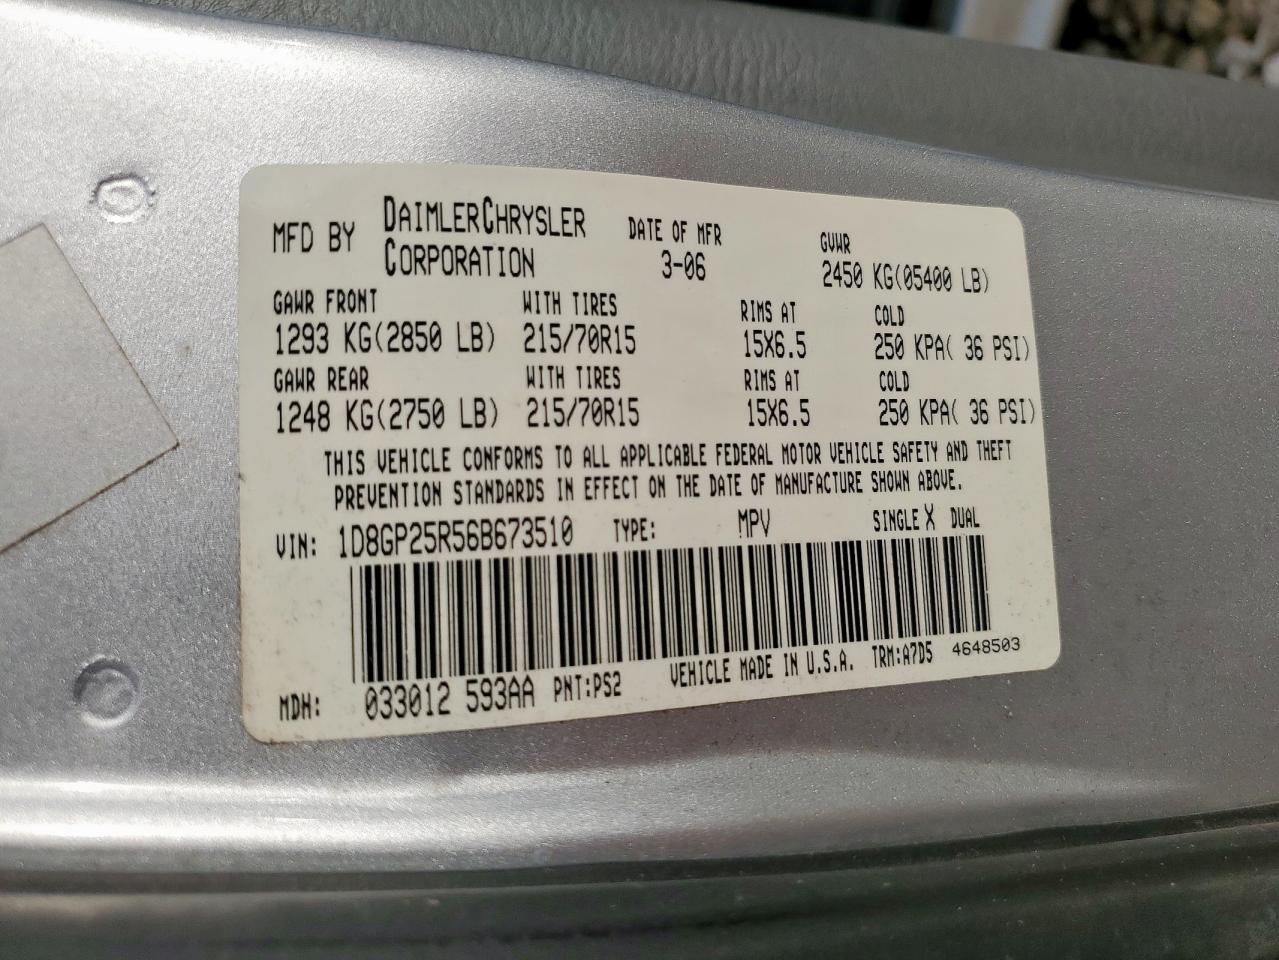 MFD BY DAIMLERCHRYSLER CORPORATION DATE OF MFR 3-06 GVWR 2450 KG(05400 LB)
GAWR FRONT WITH TIRES RIMS AT COLD
1293 KG(2850 LB) 215/70R15 15X6.5 250 KPA( 36 PSI)
GAWR REAR WITH TIRES RIMS AT COLD
1248 KG(2750 LB) 215/70R15 15X6.5 250 KPA( 36 PSI)
THIS VEHICLE CONFORMS TO ALL APPLICABLE FEDERAL MOTOR VEHICLE SAFETY AND THEFT
PREVENTION STANDARDS IN EFFECT ON THE DATE OF MANUFACTURE SHOWN ABOVE.
VIN: 1D8GP25R56B673510 TYPE: MPV SINGLE X DUAL
MDH: 033012 593AA PNT:PS2 VEHICLE MADE IN U.S.A. TRM:A7D5 4648503